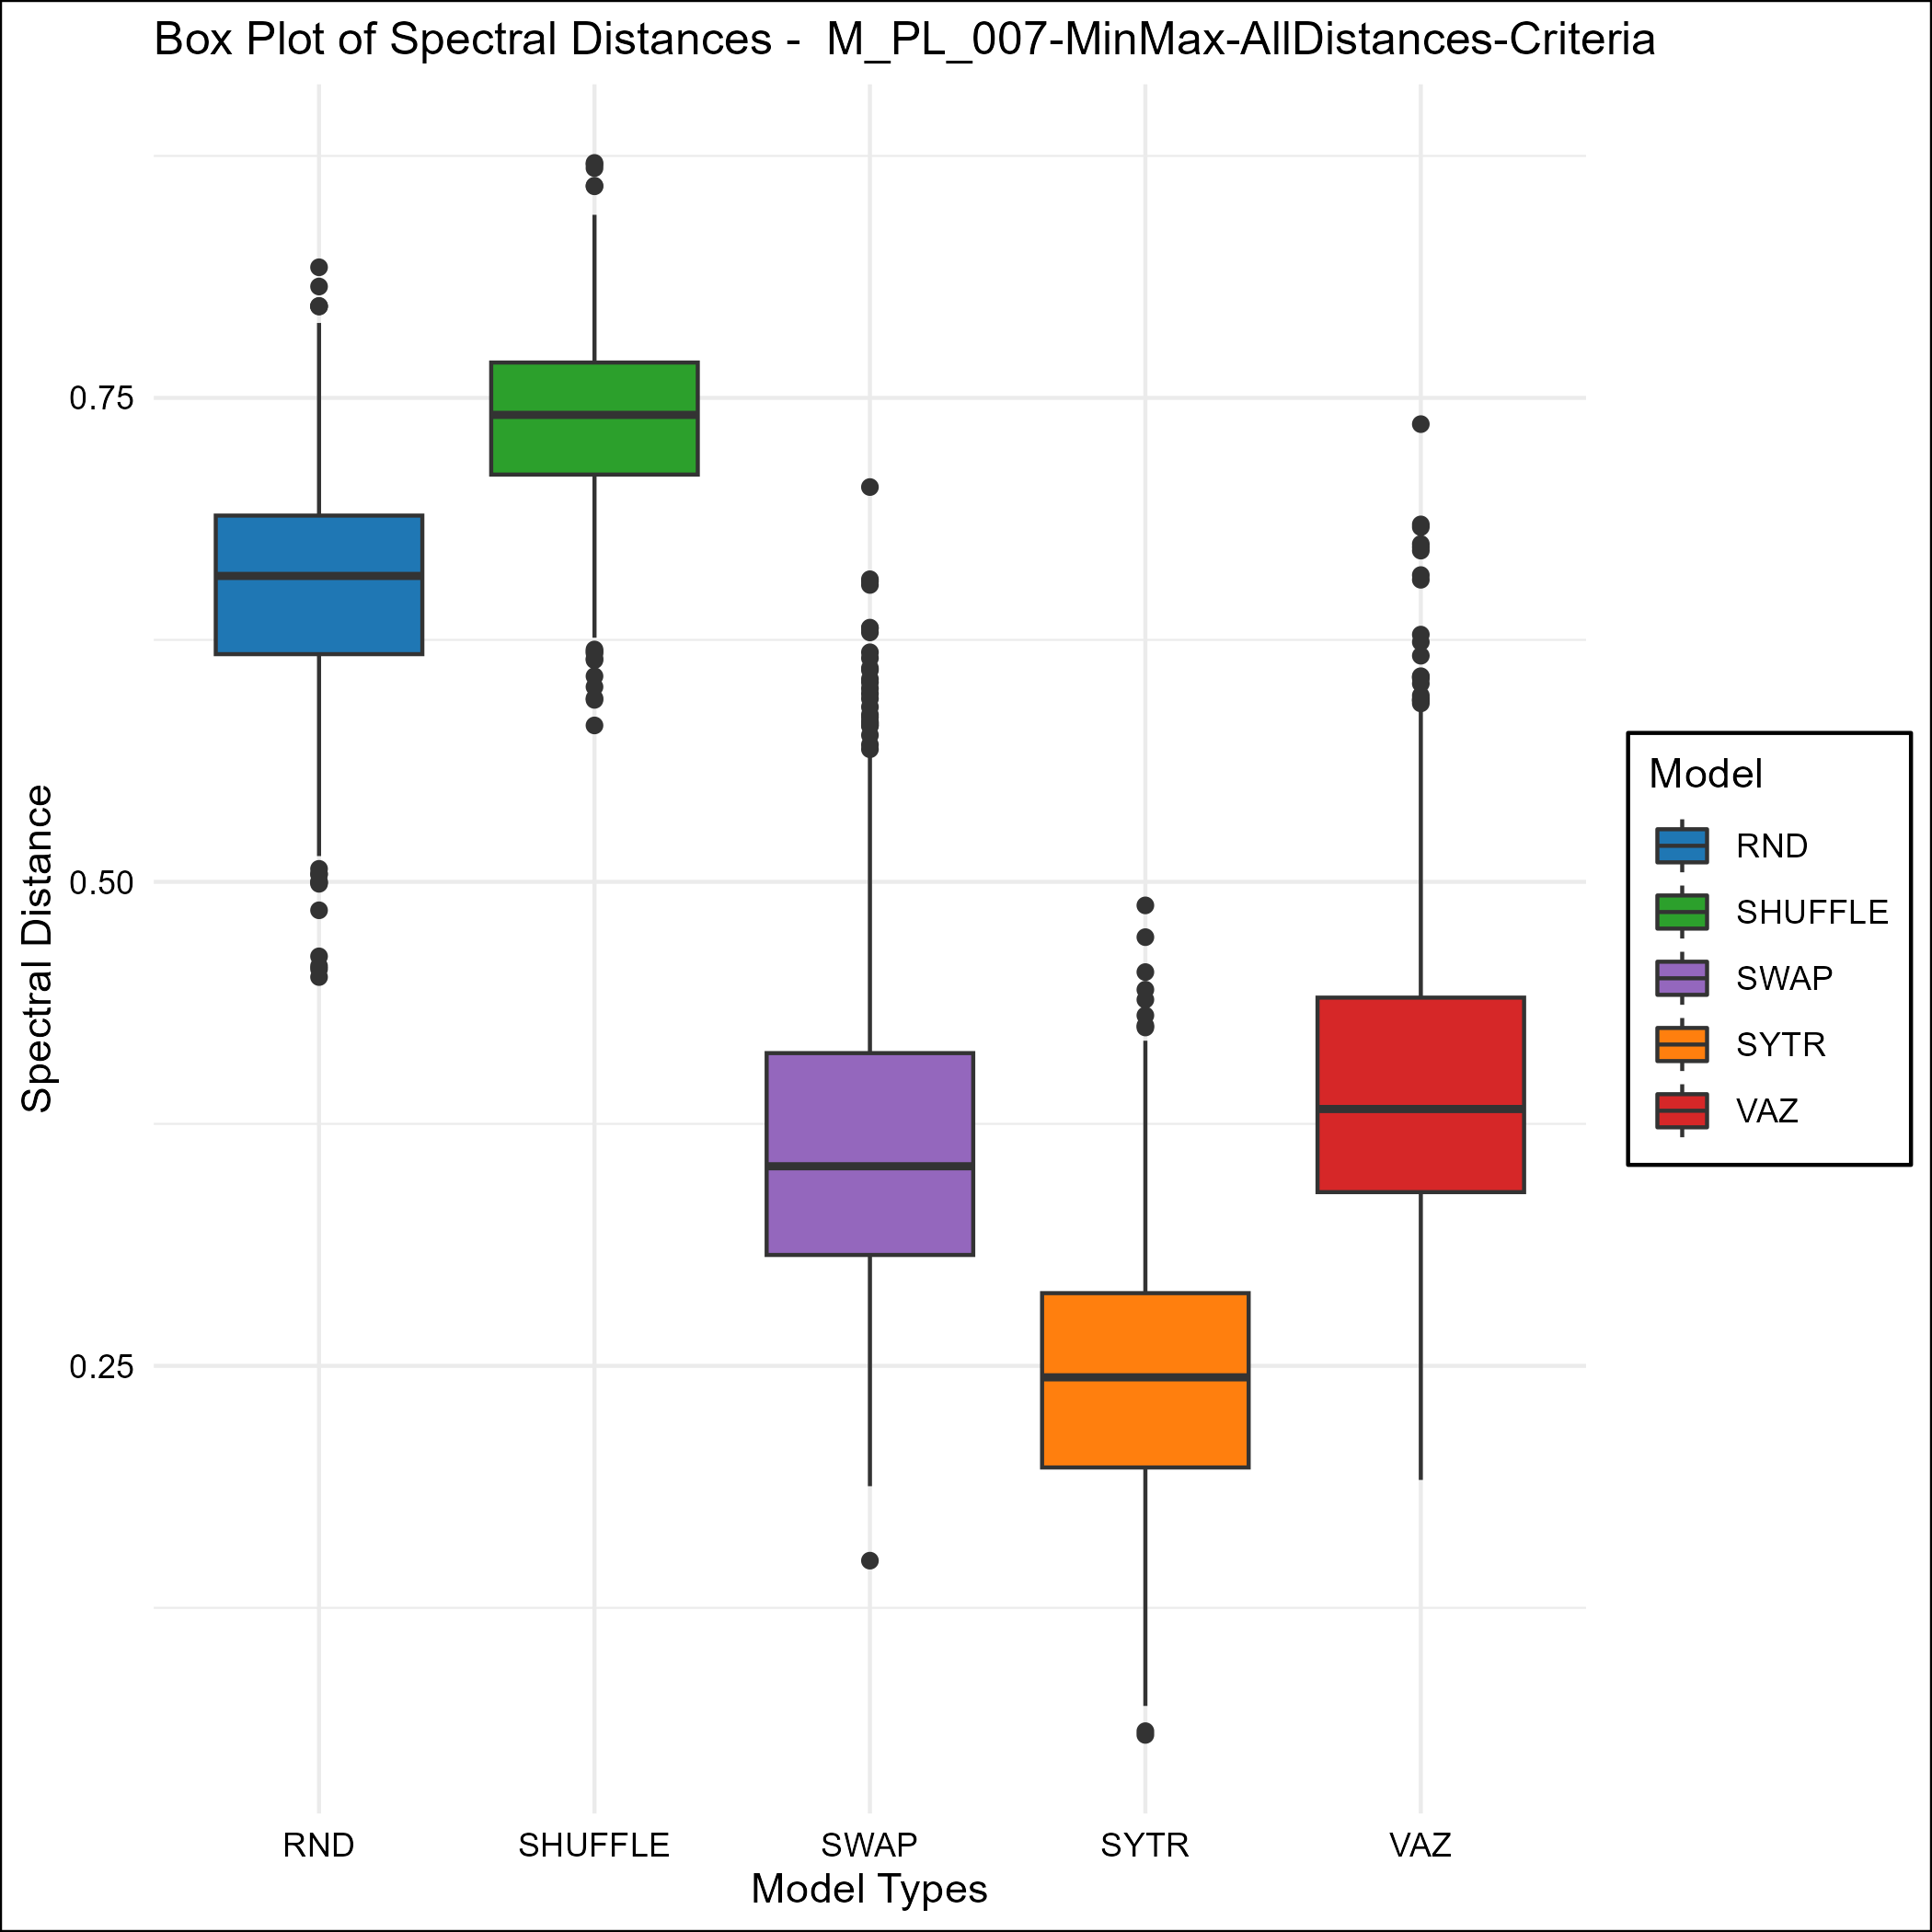 Box Plot of Spectral Distances -  M_PL_007-MinMax-AllDistances-Criteria
0.75
0.50
0.25
Spectral Distance
RND
SHUFFLE
SWAP
SYTR
VAZ
Model Types
Model
RND
SHUFFLE
SWAP
SYTR
VAZ